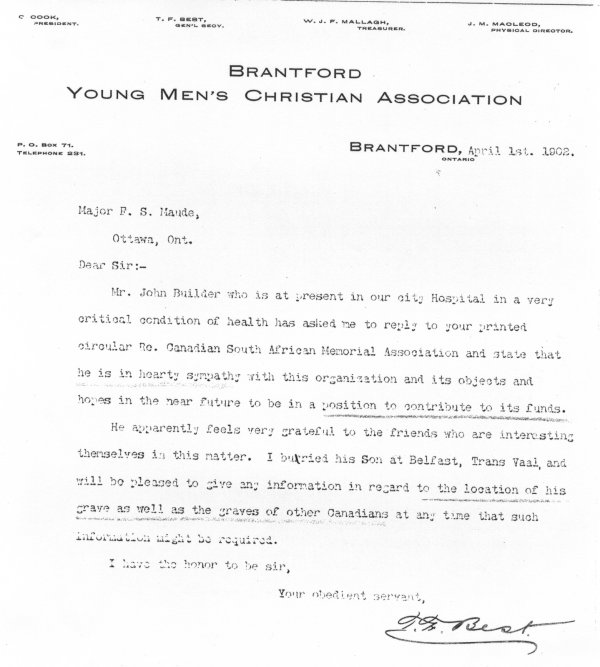 C COOK, T. F. BEST, W. J. F. MALLAGH, J. M. MACLEOD,
PRESIDENT. GEN'L SECY. TREASURER. PHYSICAL DIRECTOR.
BRANTFORD
YOUNG MEN'S CHRISTIAN ASSOCIATION
P. O. BOX 71.
TELEPHONE 231.
BRANTFORD, April 1st. 1902.
ONTARIO
Major F. S. Maude,
Ottawa, Ont.
Dear Sir:-
Mr. John Builder who is at present in our city Hospital in a very
critical condition of health has asked me to reply to your printed
circular Re. Canadian South African Memorial Association and state that
he is in hearty sympathy with this organization and its objects and
hopes in the near future to be in a position to contribute to its funds.
He apparently feels very grateful to the friends who are interesting
themselves in this matter. I buried his Son at Belfast, Trans Vaal, and
will be pleased to give any information in regard to the location of his
grave as well as the graves of other Canadians at any time that such
information might be required.
I have the honor to be sir,
Your obedient servant,
T. F. Best.